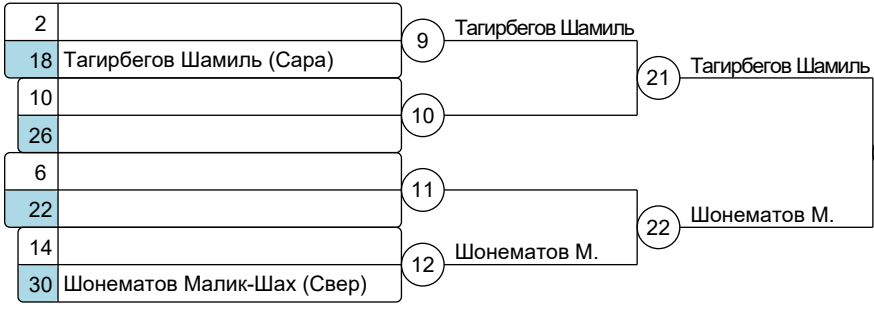 2
18 Тагирбегов Шамиль (Сара)
9 Тагирбегов Шамиль
10
26
10
21 Тагирбегов Шамиль
6
22
11
14
30 Шонематов Малик-Шах (Свер)
12 Шонематов М.
22 Шонематов М.